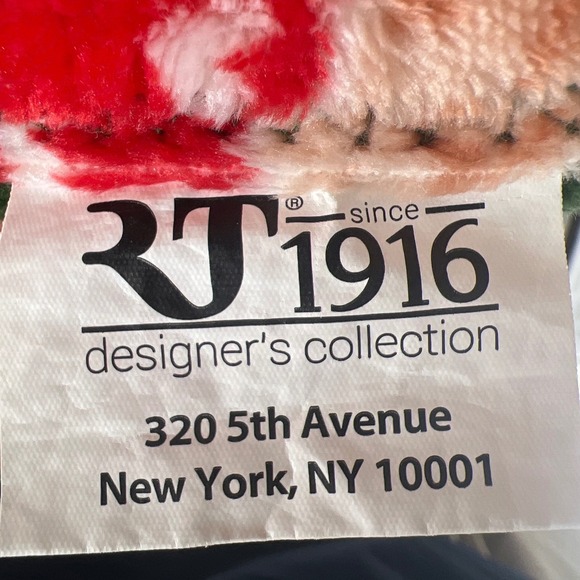 RT® since
1916
designer's collection
320 5th Avenue
New York, NY 10001